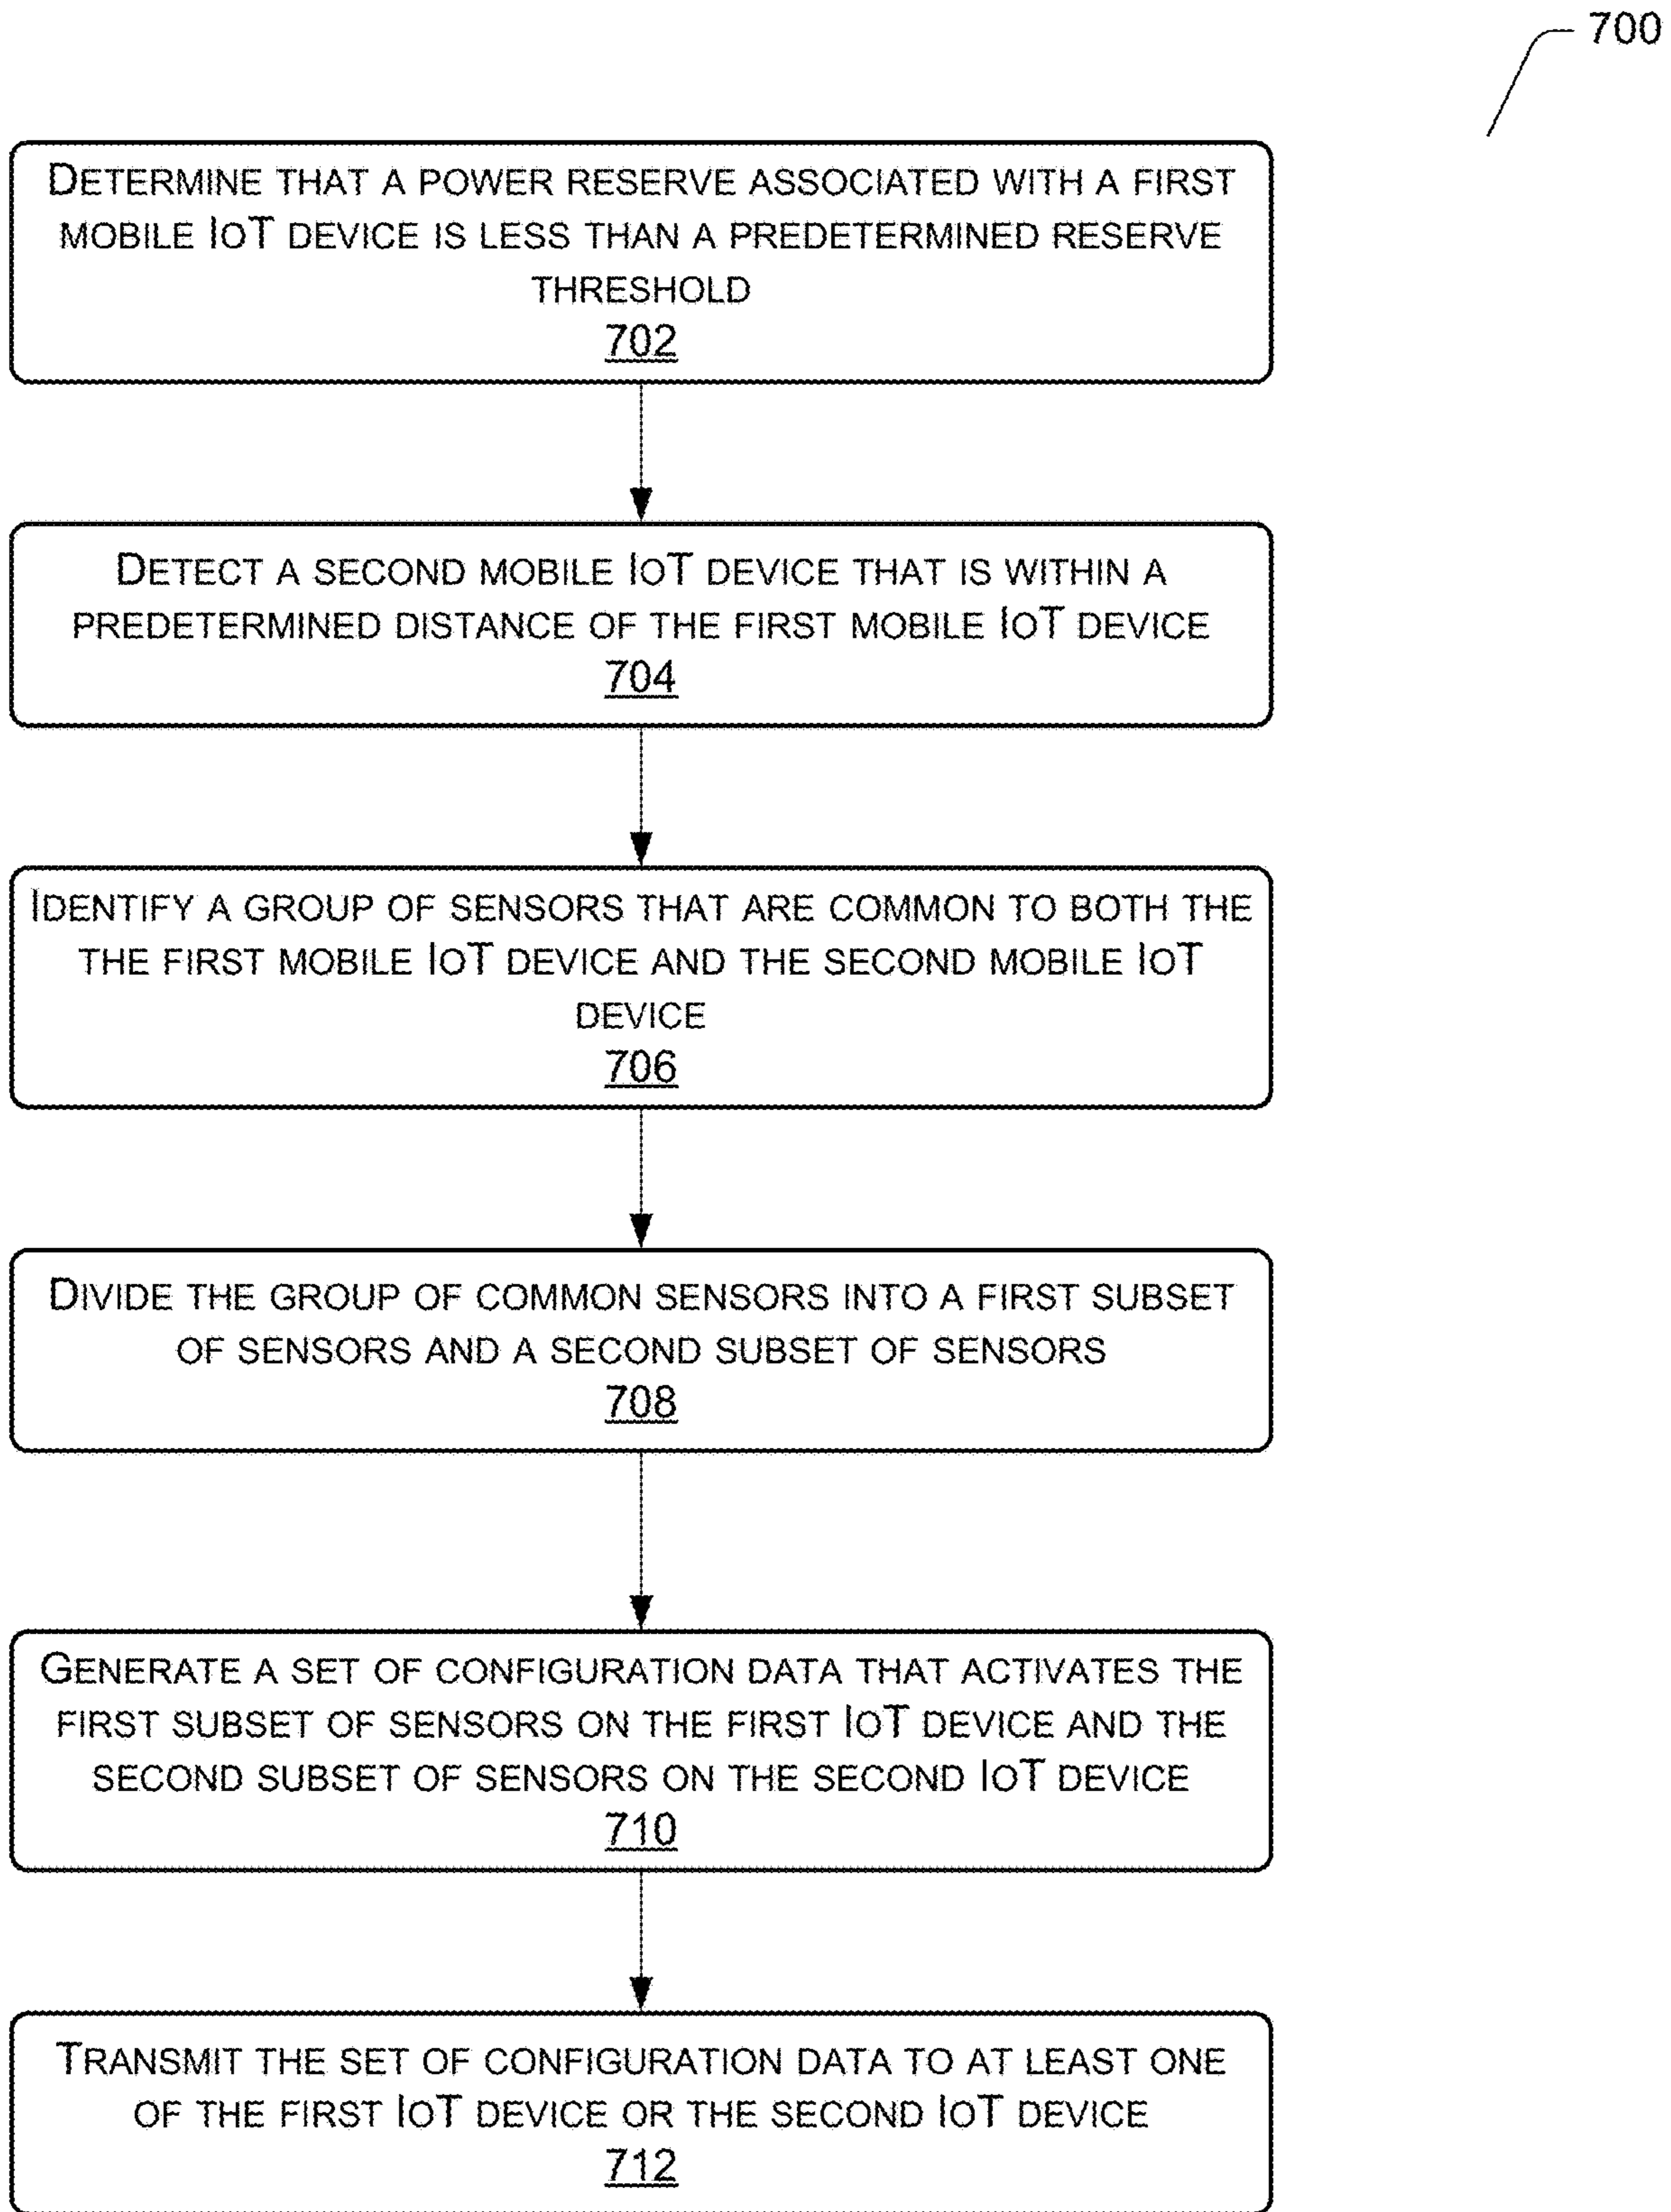 700
DETERMINE THAT A POWER RESERVE ASSOCIATED WITH A FIRST
MOBILE IOT DEVICE IS LESS THAN A PREDETERMINED RESERVE
THRESHOLD
702
DETECT A SECOND MOBILE IOT DEVICE THAT IS WITHIN A
PREDETERMINED DISTANCE OF THE FIRST MOBILE IOT DEVICE
704
IDENTIFY A GROUP OF SENSORS THAT ARE COMMON TO BOTH THE
THE FIRST MOBILE IOT DEVICE AND THE SECOND MOBILE IOT
DEVICE
706
DIVIDE THE GROUP OF COMMON SENSORS INTO A FIRST SUBSET
OF SENSORS AND A SECOND SUBSET OF SENSORS
708
GENERATE A SET OF CONFIGURATION DATA THAT ACTIVATES THE
FIRST SUBSET OF SENSORS ON THE FIRST IOT DEVICE AND THE
SECOND SUBSET OF SENSORS ON THE SECOND IOT DEVICE
710
TRANSMIT THE SET OF CONFIGURATION DATA TO AT LEAST ONE
OF THE FIRST IOT DEVICE OR THE SECOND IOT DEVICE
712